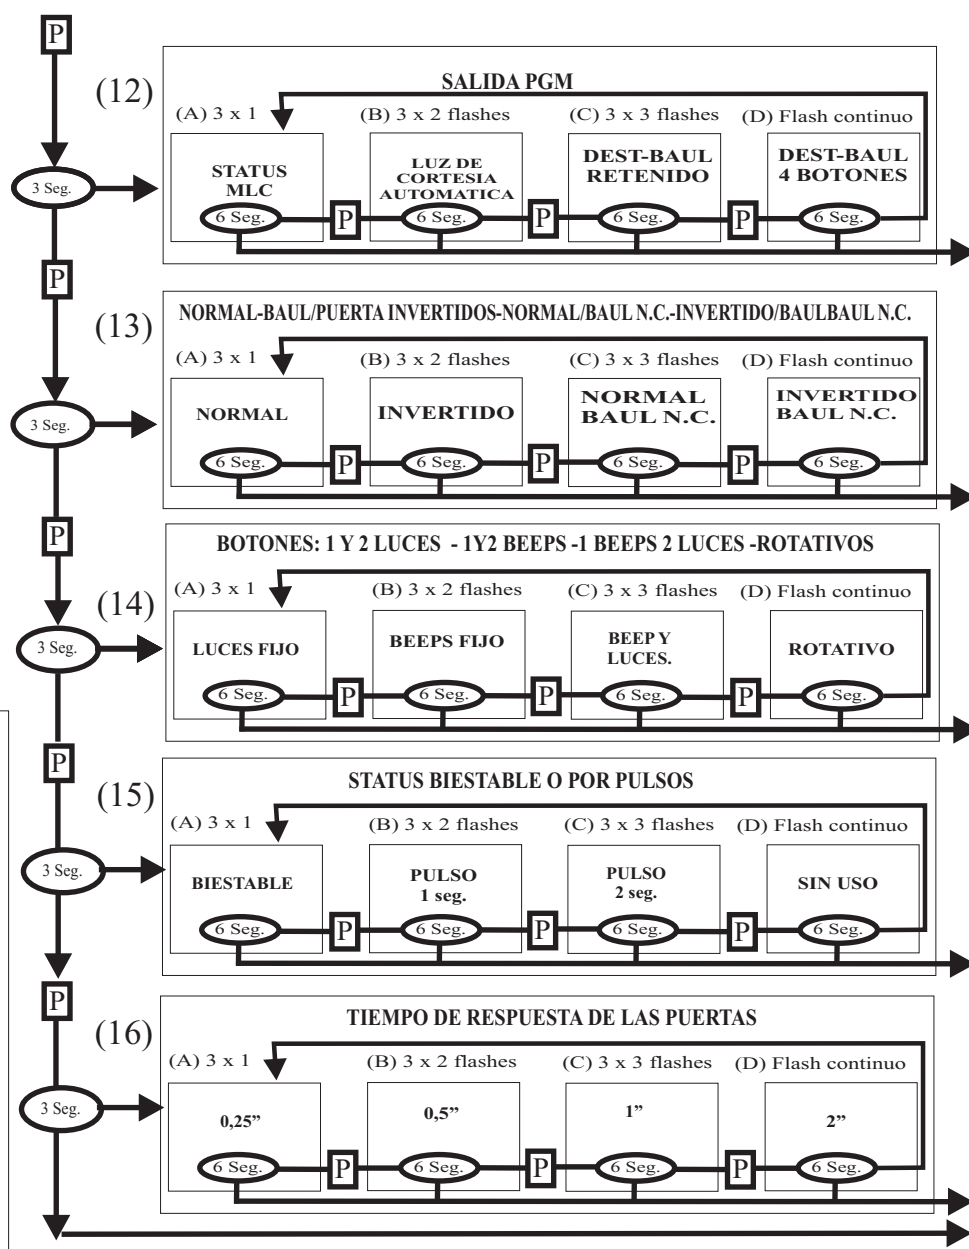 P
(12)
SALIDA PGM
(A) 3 x 1 (B) 3 x 2 flashes (C) 3 x 3 flashes (D) Flash continuo
STATUS
MLC
LUZ DE
CORTESIA
AUTOMATICA
DEST-BAUL
RETENIDO
DEST-BAUL
4 BOTONES
3 Seg.
6 Seg. P 6 Seg. P 6 Seg. P 6 Seg.
P
(13)
NORMAL-BAUL/PUERTA INVERTIDOS-NORMAL/BAUL N.C.-INVERTIDO/BAULBAUL N.C.
(A) 3 x 1 (B) 3 x 2 flashes (C) 3 x 3 flashes (D) Flash continuo
NORMAL
INVERTIDO
NORMAL
BAUL N.C.
INVERTIDO
BAUL N.C.
3 Seg.
6 Seg. P 6 Seg. P 6 Seg. P 6 Seg.
P
(14)
BOTONES: 1 Y 2 LUCES - 1Y2 BEEPS -1 BEEPS 2 LUCES -ROTATIVOS
(A) 3 x 1 (B) 3 x 2 flashes (C) 3 x 3 flashes (D) Flash continuo
LUCES FIJO
BEEPS FIJO
BEEP Y
LUCES.
ROTATIVO
3 Seg.
6 Seg. P 6 Seg. P 6 Seg. P 6 Seg.
P
(15)
STATUS BIESTABLE O POR PULSOS
(A) 3 x 1 (B) 3 x 2 flashes (C) 3 x 3 flashes (D) Flash continuo
BIESTABLE
PULSO
1 seg.
PULSO
2 seg.
SIN USO
3 Seg.
6 Seg. P 6 Seg. P 6 Seg. P 6 Seg.
P
(16)
TIEMPO DE RESPUESTA DE LAS PUERTAS
(A) 3 x 1 (B) 3 x 2 flashes (C) 3 x 3 flashes (D) Flash continuo
0,25”
0,5”
1”
2”
3 Seg.
6 Seg. P 6 Seg. P 6 Seg. P 6 Seg.